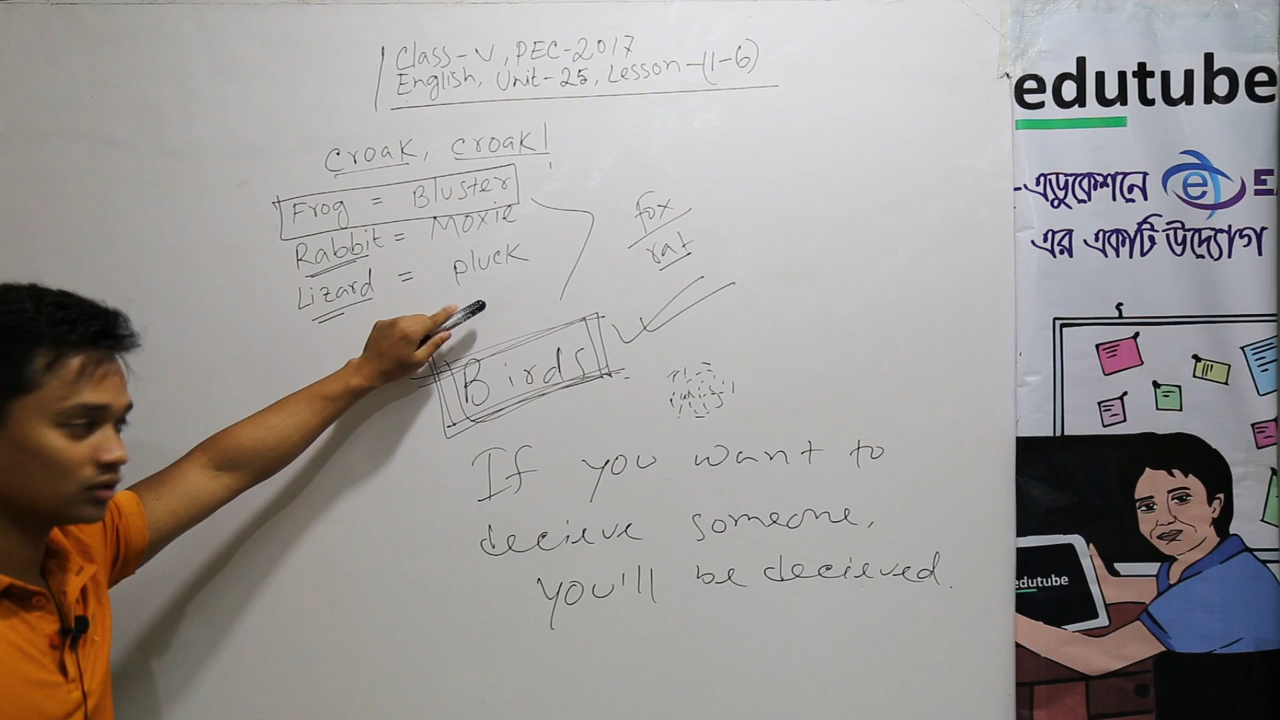 Class-V, PEC-2017
English, Unit-25, Lesson-(1-6)
croak, croak!
Frog = Bluster
Rabbit = Moxie
Lizard = pluck
fox
rat
Birds
If you want to
decieve someone,
you'll be decieved.
edutube
-এডুকেশনে e E
এর একটি উদ্যোগ
edutube